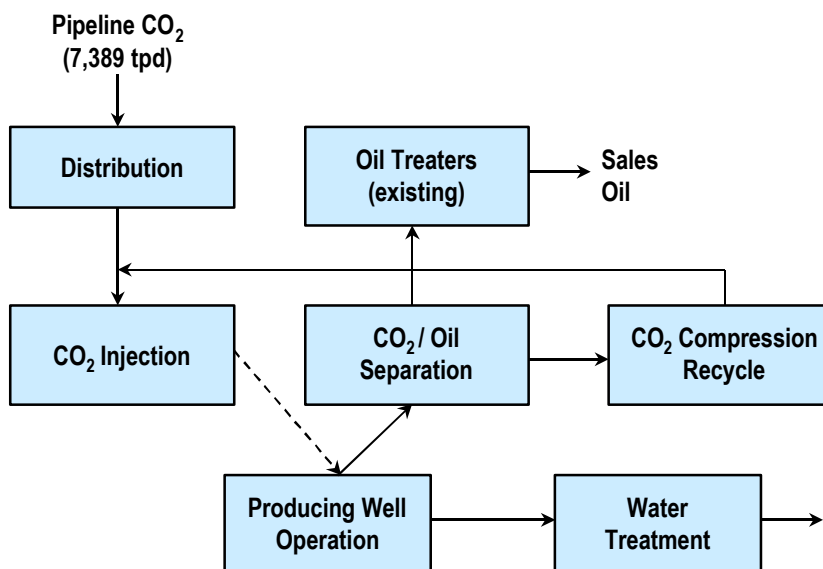 Pipeline CO₂
(7,389 tpd)
Distribution
Oil Treaters
(existing)
Sales
Oil
CO₂ Injection
CO₂ / Oil
Separation
CO₂ Compression
Recycle
Producing Well
Operation
Water
Treatment